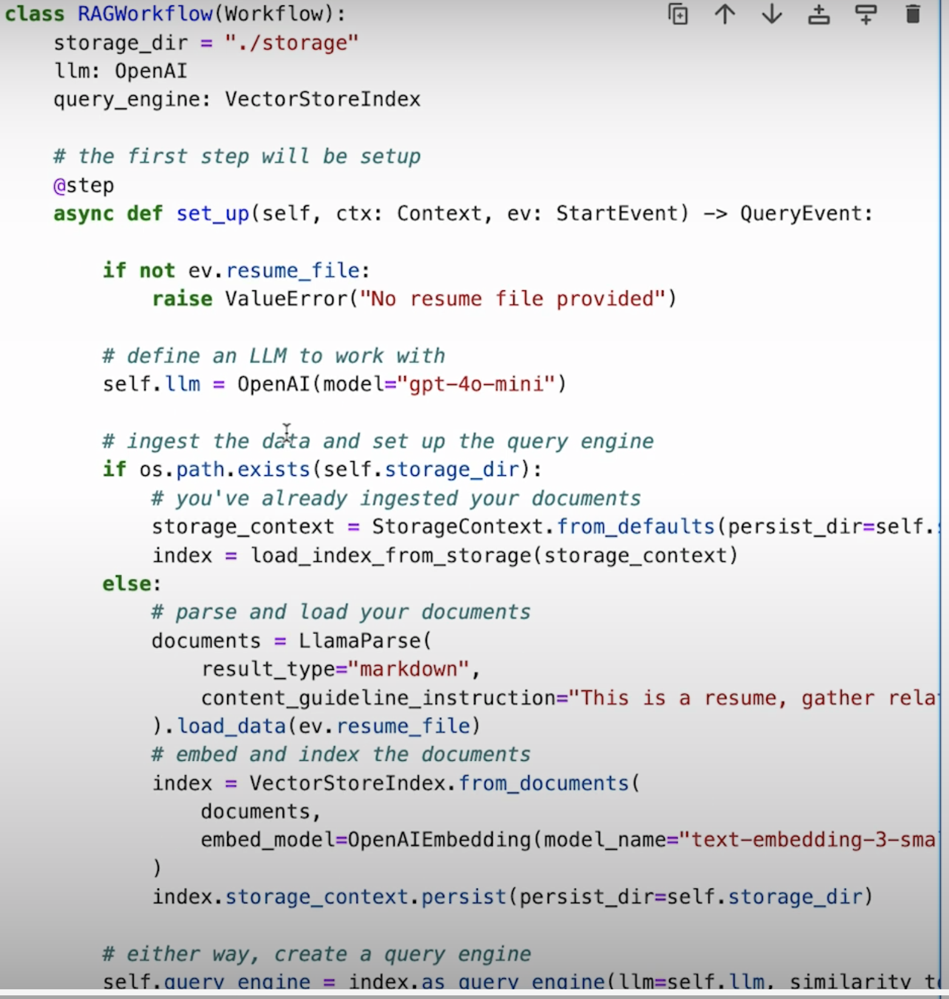 class RAGWorkflow(Workflow):
    storage_dir = "./storage"
    llm: OpenAI
    query_engine: VectorStoreIndex

    # the first step will be setup
    @step
    async def set_up(self, ctx: Context, ev: StartEvent) -> QueryEvent:

        if not ev.resume_file:
            raise ValueError("No resume file provided")

        # define an LLM to work with
        self.llm = OpenAI(model="gpt-4o-mini")

        # ingest the data and set up the query engine
        if os.path.exists(self.storage_dir):
            # you've already ingested your documents
            storage_context = StorageContext.from_defaults(persist_dir=self.
            index = load_index_from_storage(storage_context)
        else:
            # parse and load your documents
            documents = LlamaParse(
                result_type="markdown",
                content_guideline_instruction="This is a resume, gather rela
            ).load_data(ev.resume_file)
            # embed and index the documents
            index = VectorStoreIndex.from_documents(
                documents,
                embed_model=OpenAIEmbedding(model_name="text-embedding-3-sma
            )
            index.storage_context.persist(persist_dir=self.storage_dir)

        # either way, create a query engine
        self.query_engine = index.as_query_engine(llm=self.llm, similarity_t